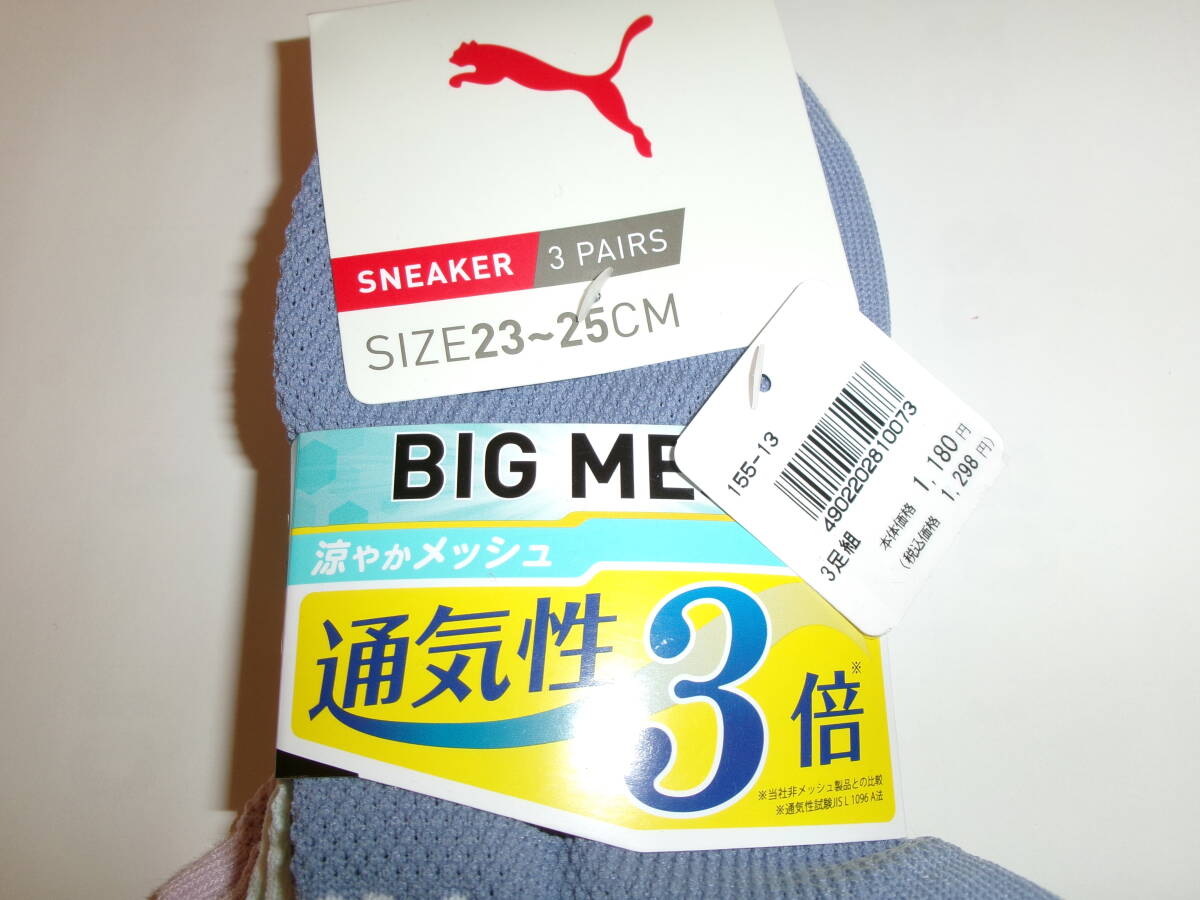 SNEAKER 3 PAIRS
SIZE23~25CM
BIG ME
涼やかメッシュ
通気性3倍※
※当社非メッシュ製品との比較
※通気性試験JIS L 1096 A法
155-13
4902202810073
3足組
本体価格 1,180円
(税込価格 1,298円)